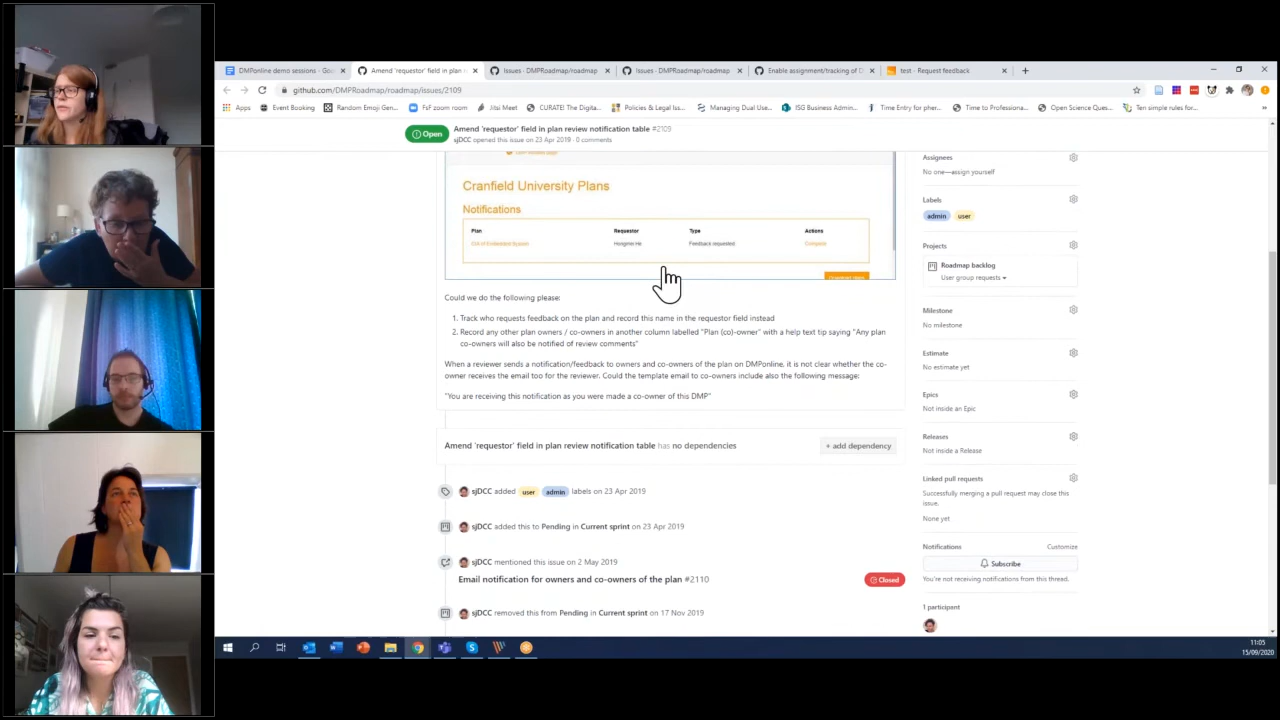 DMPonline demo sessions - Goo
Amend 'requestor' field in plan r
Issues - DMPRoadmap/roadmap
Issues - DMPRoadmap/roadmap
Enable assignment/tracking of D
test - Request feedback
github.com/DMPRoadmap/roadmap/issues/2109
Apps
Event Booking
Random Emoji Gen...
FsF zoom room
Jitsi Meet
CURATE! The Digita...
Policies & Legal Iss...
Managing Dual Use...
ISG Business Admin...
Time Entry for pher...
Time to Professiona...
Open Science Ques...
Ten simple rules for...
Open
Amend 'requestor' field in plan review notification table #2109
sjDCC opened this issue on 23 Apr 2019 · 0 comments
Cranfield University Plans
Notifications
Plan
Requestor
Type
Actions
Hongmei He
Feedback requested
Complete
Could we do the following please:
1. Track who requests feedback on the plan and record this name in the requestor field instead
2. Record any other plan owners / co-owners in another column labelled "Plan (co)-owner" with a help text tip saying "Any plan
co-owners will also be notified of review comments"
When a reviewer sends a notification/feedback to owners and co-owners of the plan on DMPonline, it is not clear whether the co-
owner receives the email too for the reviewer. Could the template email to co-owners include also the following message:
"You are receiving this notification as you were made a co-owner of this DMP"
Amend 'requestor' field in plan review notification table has no dependencies
+ add dependency
sjDCC added user admin labels on 23 Apr 2019
sjDCC added this to Pending in Current sprint on 23 Apr 2019
sjDCC mentioned this issue on 2 May 2019
Email notification for owners and co-owners of the plan #2110
Closed
sjDCC removed this from Pending in Current sprint on 17 Nov 2019
Assignees
No one—assign yourself
Labels
admin user
Projects
Roadmap backlog
User group requests
Milestone
No milestone
Estimate
No estimate yet
Epics
Not inside an Epic
Releases
Not inside a Release
Linked pull requests
Successfully merging a pull request may close this
issue.
None yet
Notifications
Customize
Subscribe
You're not receiving notifications from this thread.
1 participant
11:05
15/09/2020